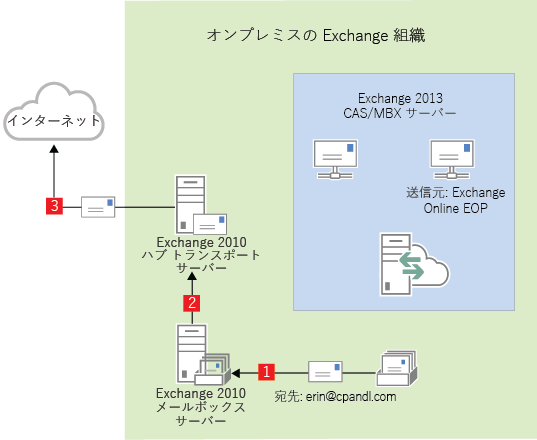 オンプレミスの Exchange 組織
Exchange 2013
CAS/MBX サーバー
インターネット
送信元: Exchange
Online EOP
3
Exchange 2010
ハブ トランスポート
サーバー
2
1
Exchange 2010
メールボックス
サーバー
宛先: erin@cpandl.com